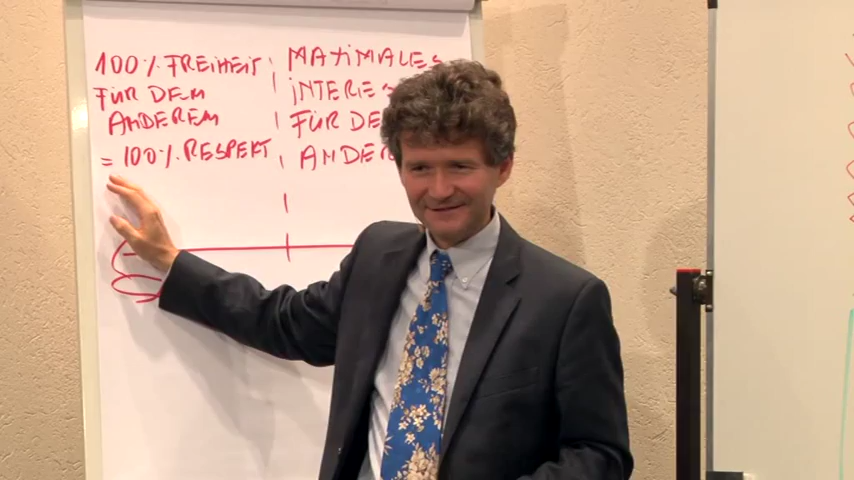 100% FREIHEIT
FÜR DEM
ANDEREM
= 100% RESPEKT
MAXIMALES
FÜR